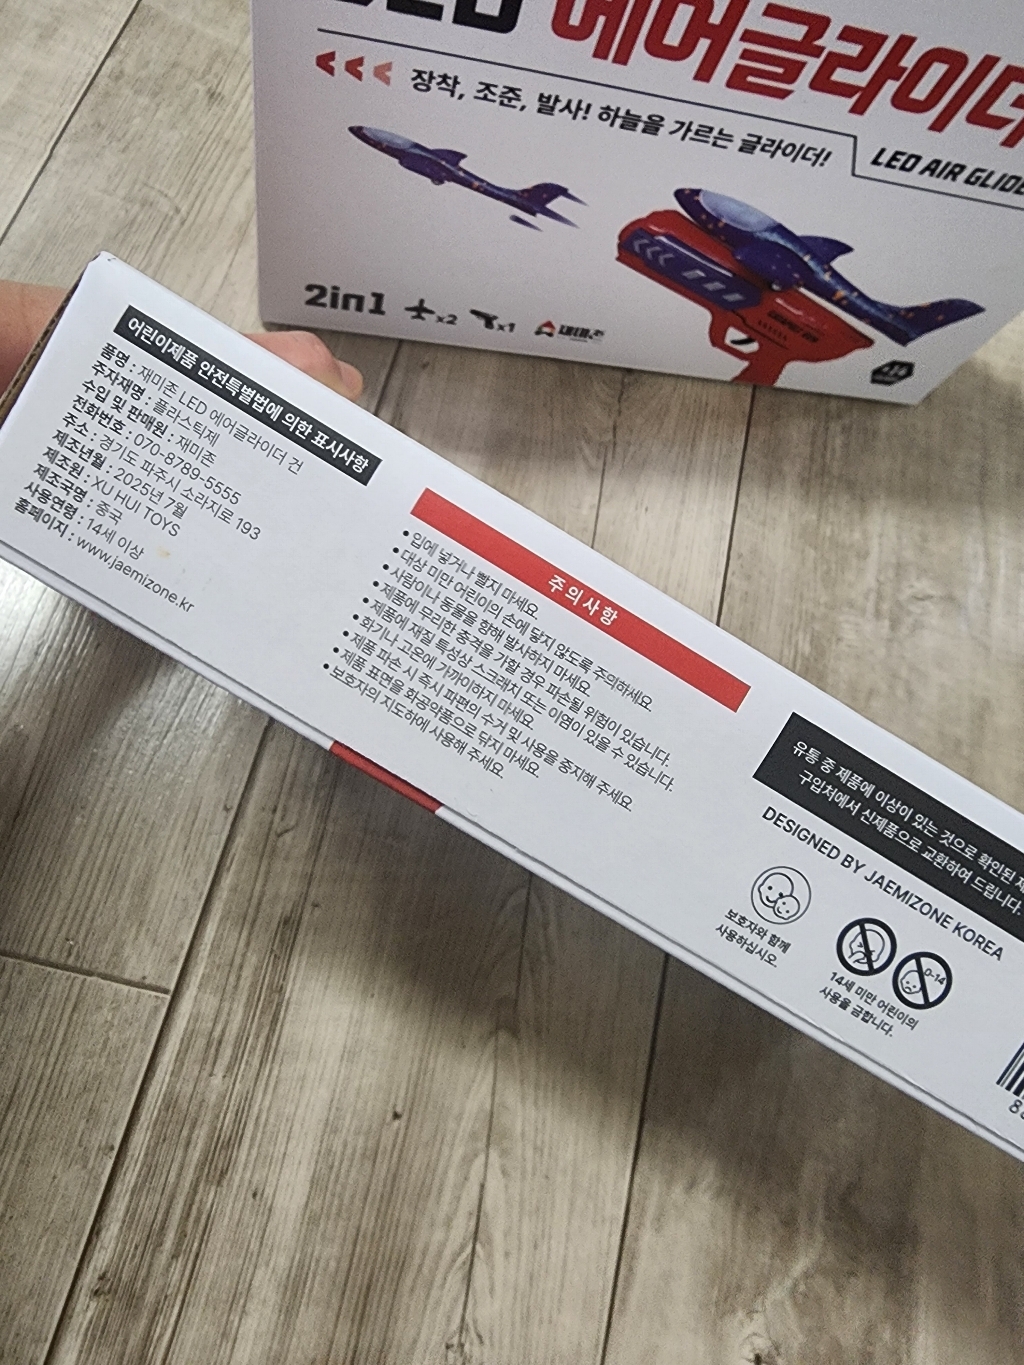 LED 에어글라이더
장착, 조준, 발사! 하늘을 가르는 글라이더!
LED AIR GLIDE
2in1 x2 x1
어린이제품 안전특별법에 의한 표시사항
품명 : 재미존 LED 에어글라이더 건
주자재명 : 플라스틱제
수입 및 판매원 : 재미존
전화번호 : 070-8789-5555
주소 : 경기도 파주시 소라지로 193
제조년월 : 2025년 7월
제조원 : XU HUI TOYS
제조국명 : 중국
사용연령 : 14세 이상
홈페이지 : www.jaemizone.kr
주의사항
• 입에 넣거나 빨지 마세요.
• 대상 미만 어린이의 손에 닿지 않도록 주의하세요.
• 사람이나 동물을 향해 발사하지 마세요.
• 제품에 무리한 충격을 가할 경우 파손될 위험이 있습니다.
• 제품에 재질 특성상 스크래치 또는 이염이 있을 수 있습니다.
• 화기나 고온에 가까이하지 마세요.
• 제품 파손 시 즉시 파편의 수거 및 사용을 중지해 주세요.
• 제품 표면을 화공약품으로 닦지 마세요.
• 보호자의 지도하에 사용해 주세요.
유통 중 제품에 이상이 있는 것으로 확인된
구입처에서 신제품으로 교환하여 드립니다.
DESIGNED BY JAEMIZONE KOREA
보호자와 함께
사용하십시오.
0-14
14세 미만 어린이의
사용을 금합니다.